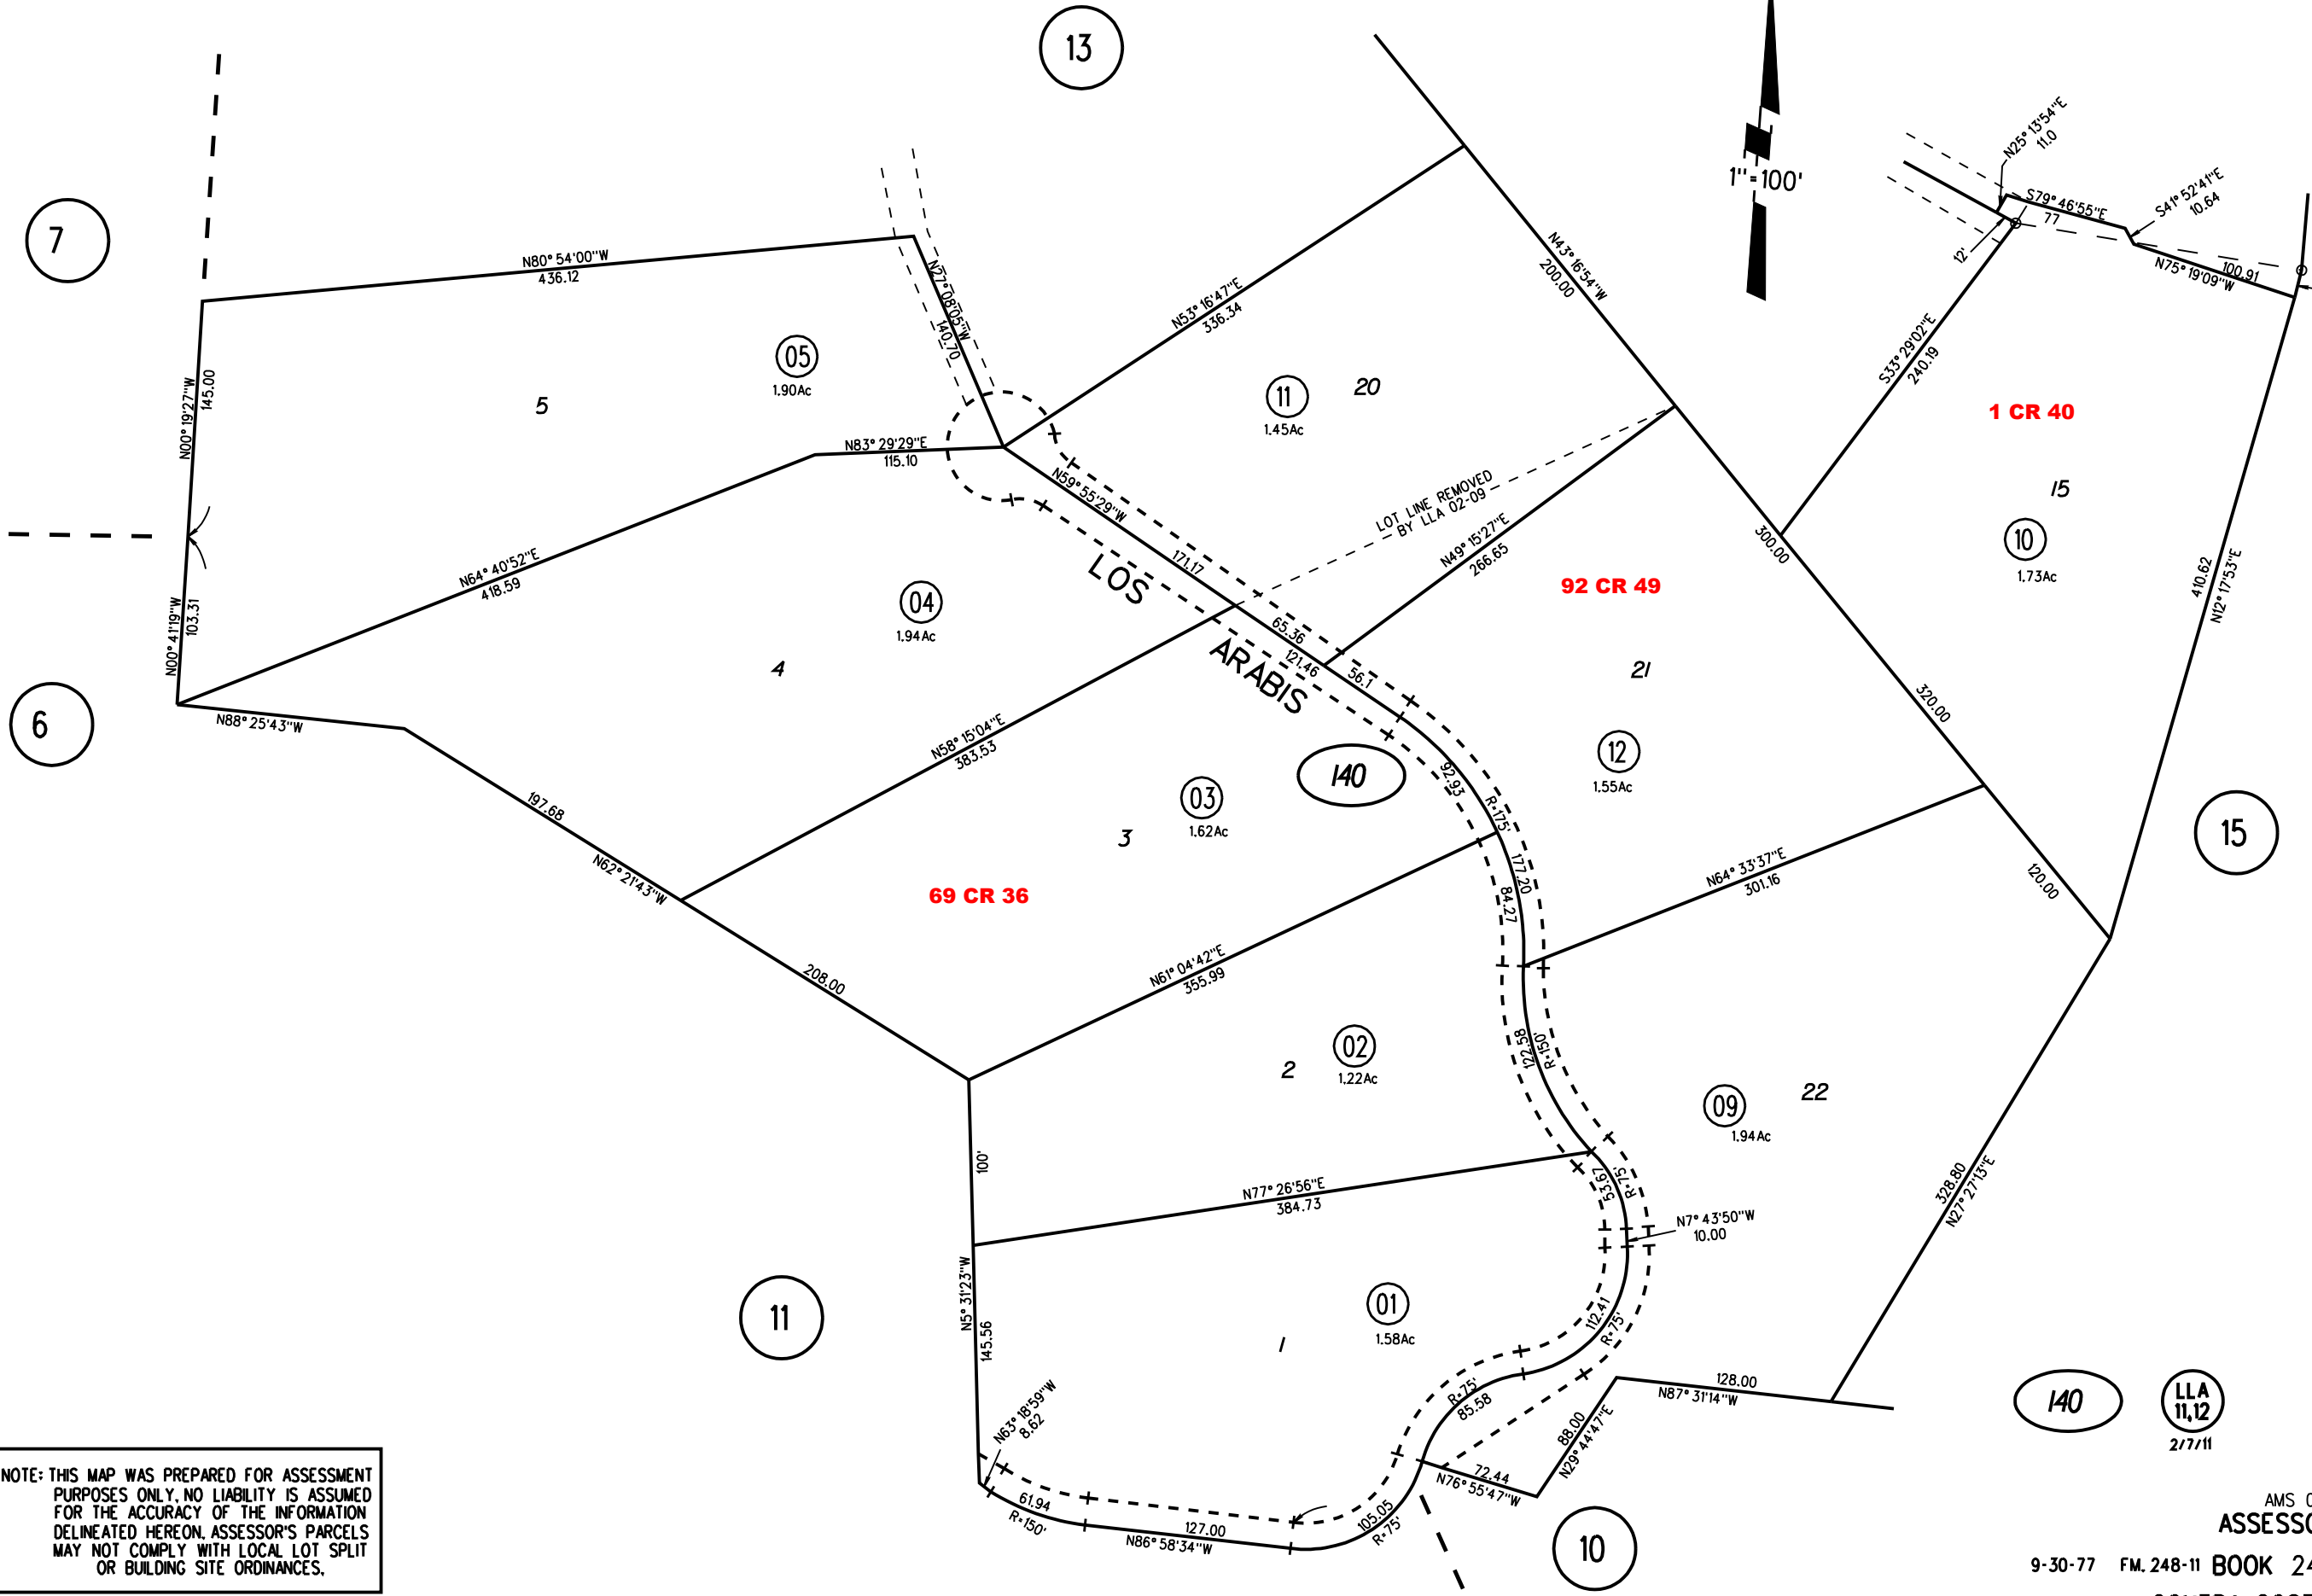 13
7
1"=100'
N25°13'54"E
11.0
S79°46'55"E
77
S41°52'41"E
10.64
12'
N75°19'09"W
100.91
N80°54'00"W
436.12
N27°08'05"W
140.70
N53°16'47"E
336.34
N43°16'54"W
200.00
S33°29'02"E
240.19
N00°19'27"W
145.00
05
1.90Ac
5
11
1.45Ac
20
1 CR 40
15
10
1.73Ac
N83°29'29"E
115.10
N59°55'29"W
171.17
LOT LINE REMOVED
BY LLA 02-09
N49°15'27"E
266.65
300.00
410.62
N12°17'53"E
N64°40'52"E
418.59
N00°41'19"W
103.31
04
1.94Ac
4
LOS
ARABIS
65.36
121.46
56.1
92 CR 49
21
12
1.55Ac
320.00
6
N88°25'43"W
N58°15'04"E
383.53
140
92.93
R=175'
177.20
84.27
03
1.62Ac
3
69 CR 36
197.68
N62°21'43"W
208.00
N64°33'37"E
301.16
120.00
15
N61°04'42"E
355.99
02
1.22Ac
2
122.58
R=150'
22
09
1.94Ac
100'
N77°26'56"E
384.73
53.67
R=75'
N7°43'50"W
10.00
328.80
N27°27'13"E
11
N5°31'23"W
145.56
01
1.58Ac
1
112.41
R=75'
R=75'
85.58
128.00
N87°31'14"W
88.00
N29°44'47"E
72.44
N76°55'47"W
N63°18'59"W
8.62
61.94
R=150'
127.00
N86°58'34"W
105.05
R=75'
10
140
LLA
11,12
2/7/11
NOTE: THIS MAP WAS PREPARED FOR ASSESSMENT
PURPOSES ONLY. NO LIABILITY IS ASSUMED
FOR THE ACCURACY OF THE INFORMATION
DELINEATED HEREON. ASSESSOR'S PARCELS
MAY NOT COMPLY WITH LOCAL LOT SPLIT
OR BUILDING SITE ORDINANCES.
AMS
ASSESSO
9-30-77 FM. 248-11 BOOK 24